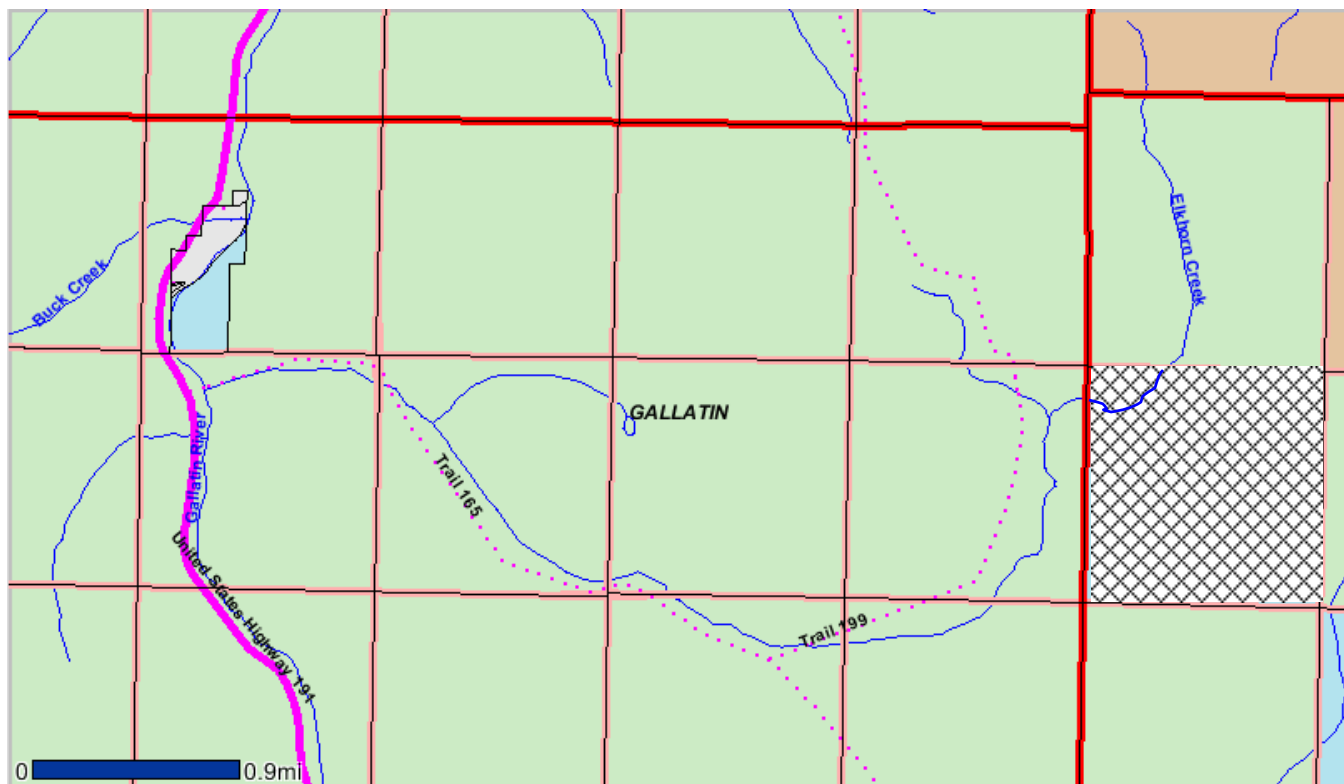 Elkhorn Creek
Buck Creek
GALLATIN
Gallatin River
Trail 165
United States Highway 191
Trail 199
0 0.9mi